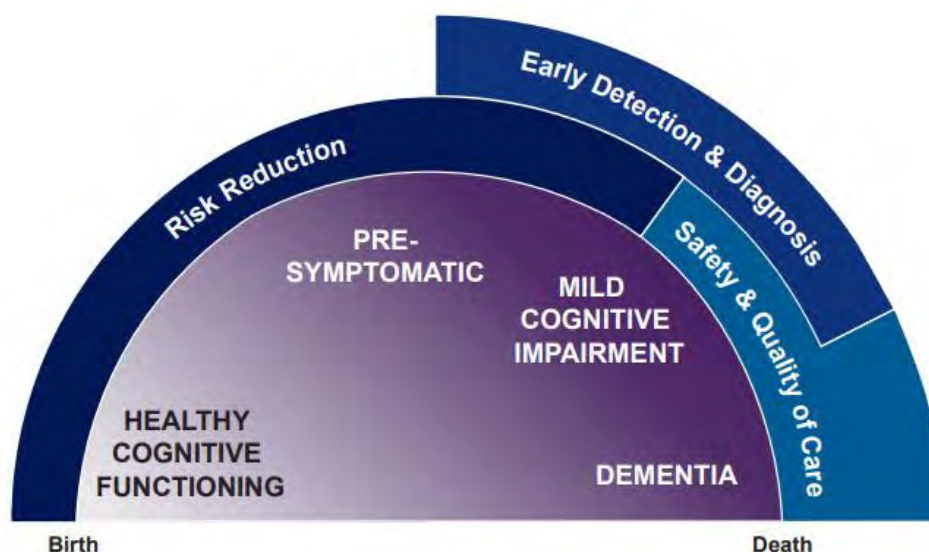 Early Detection & Diagnosis
Risk Reduction
Safety & Quality of Care
PRE-
SYMPTOMATIC
MILD
COGNITIVE
IMPAIRMENT
HEALTHY
COGNITIVE
FUNCTIONING
DEMENTIA
Birth
Death